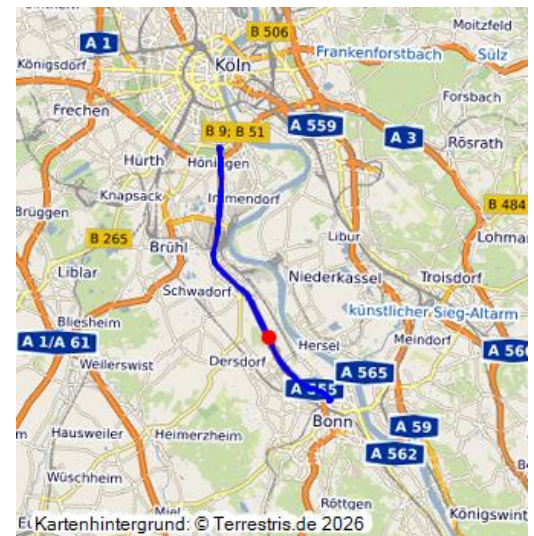 Moitzfeld
B 506
A 1
Frankenforstbach
Sülz
Königsdorf
Köln
Forsbach
Frechen
B 9; B 51
A 559
A 3
Rösrath
Hürth
Knapsack
Immendorf
B 484
Brüggen
B 265
Brühl
Libur
Lohmar
Liblar
Niederkassel
Troisdorf
Schwadorf
künstlicher Sieg-Altarm
Bliesheim
A 1/A 61
Hersel
Meindorf
A 560
Weilerswist
Dersdorf
A 565
Bonn
A 59
Hausweiler
Heimerzheim
A 562
Wüschheim
Röttgen
Königswint
Kartenhintergrund: © Terrestris.de 2026